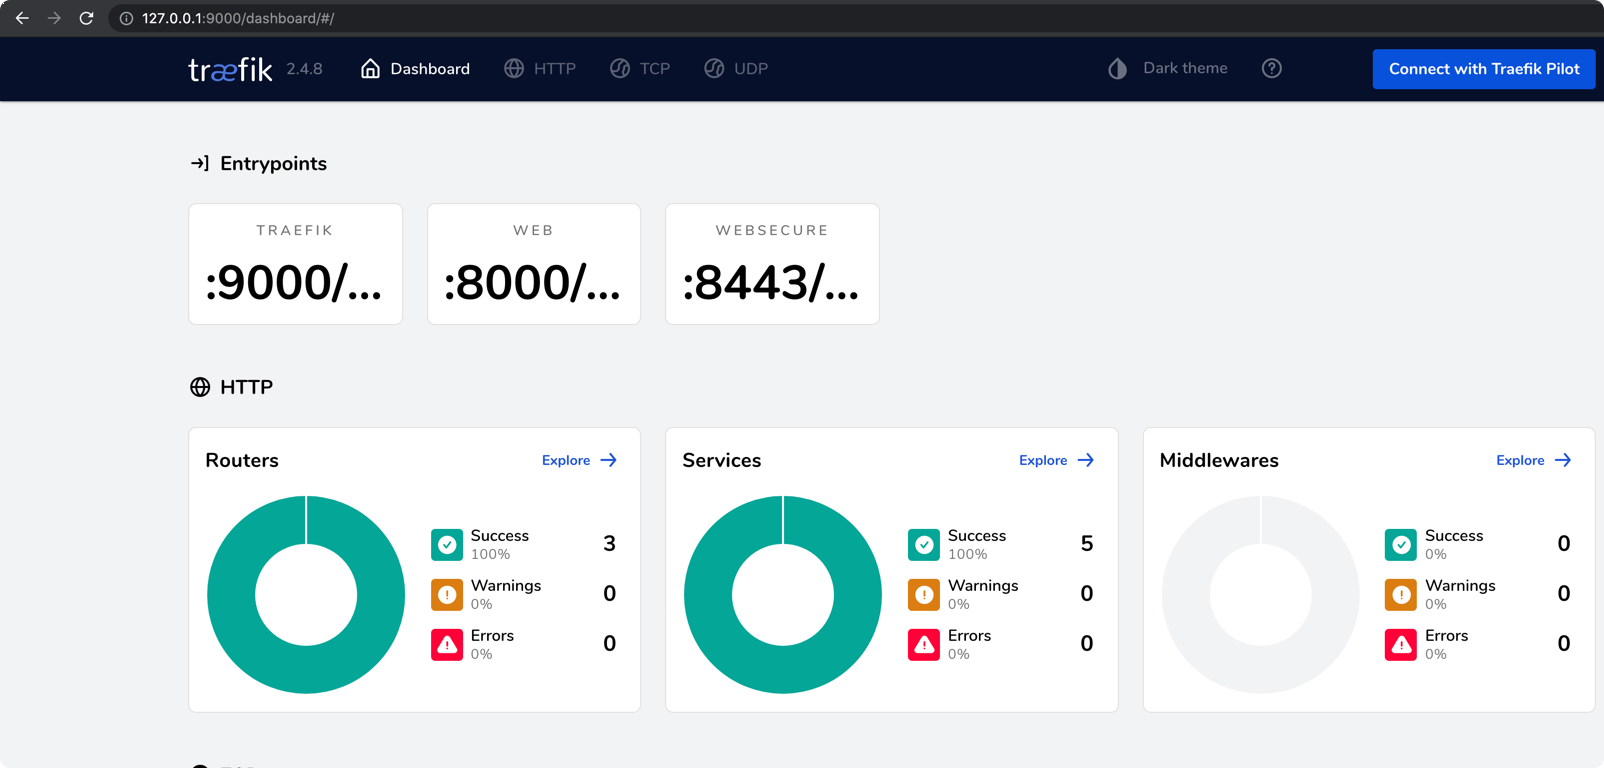 127.0.0.1:9000/dashboard/#/
træfik 2.4.8 Dashboard HTTP TCP UDP Dark theme Connect with Traefik Pilot
Entrypoints
TRAEFIK
:9000/...
WEB
:8000/...
WEBSECURE
:8443/...
HTTP
Routers Explore
Success 3
100%
Warnings 0
0%
Errors 0
0%
Services Explore
Success 5
100%
Warnings 0
0%
Errors 0
0%
Middlewares Explore
Success 0
0%
Warnings 0
0%
Errors 0
0%